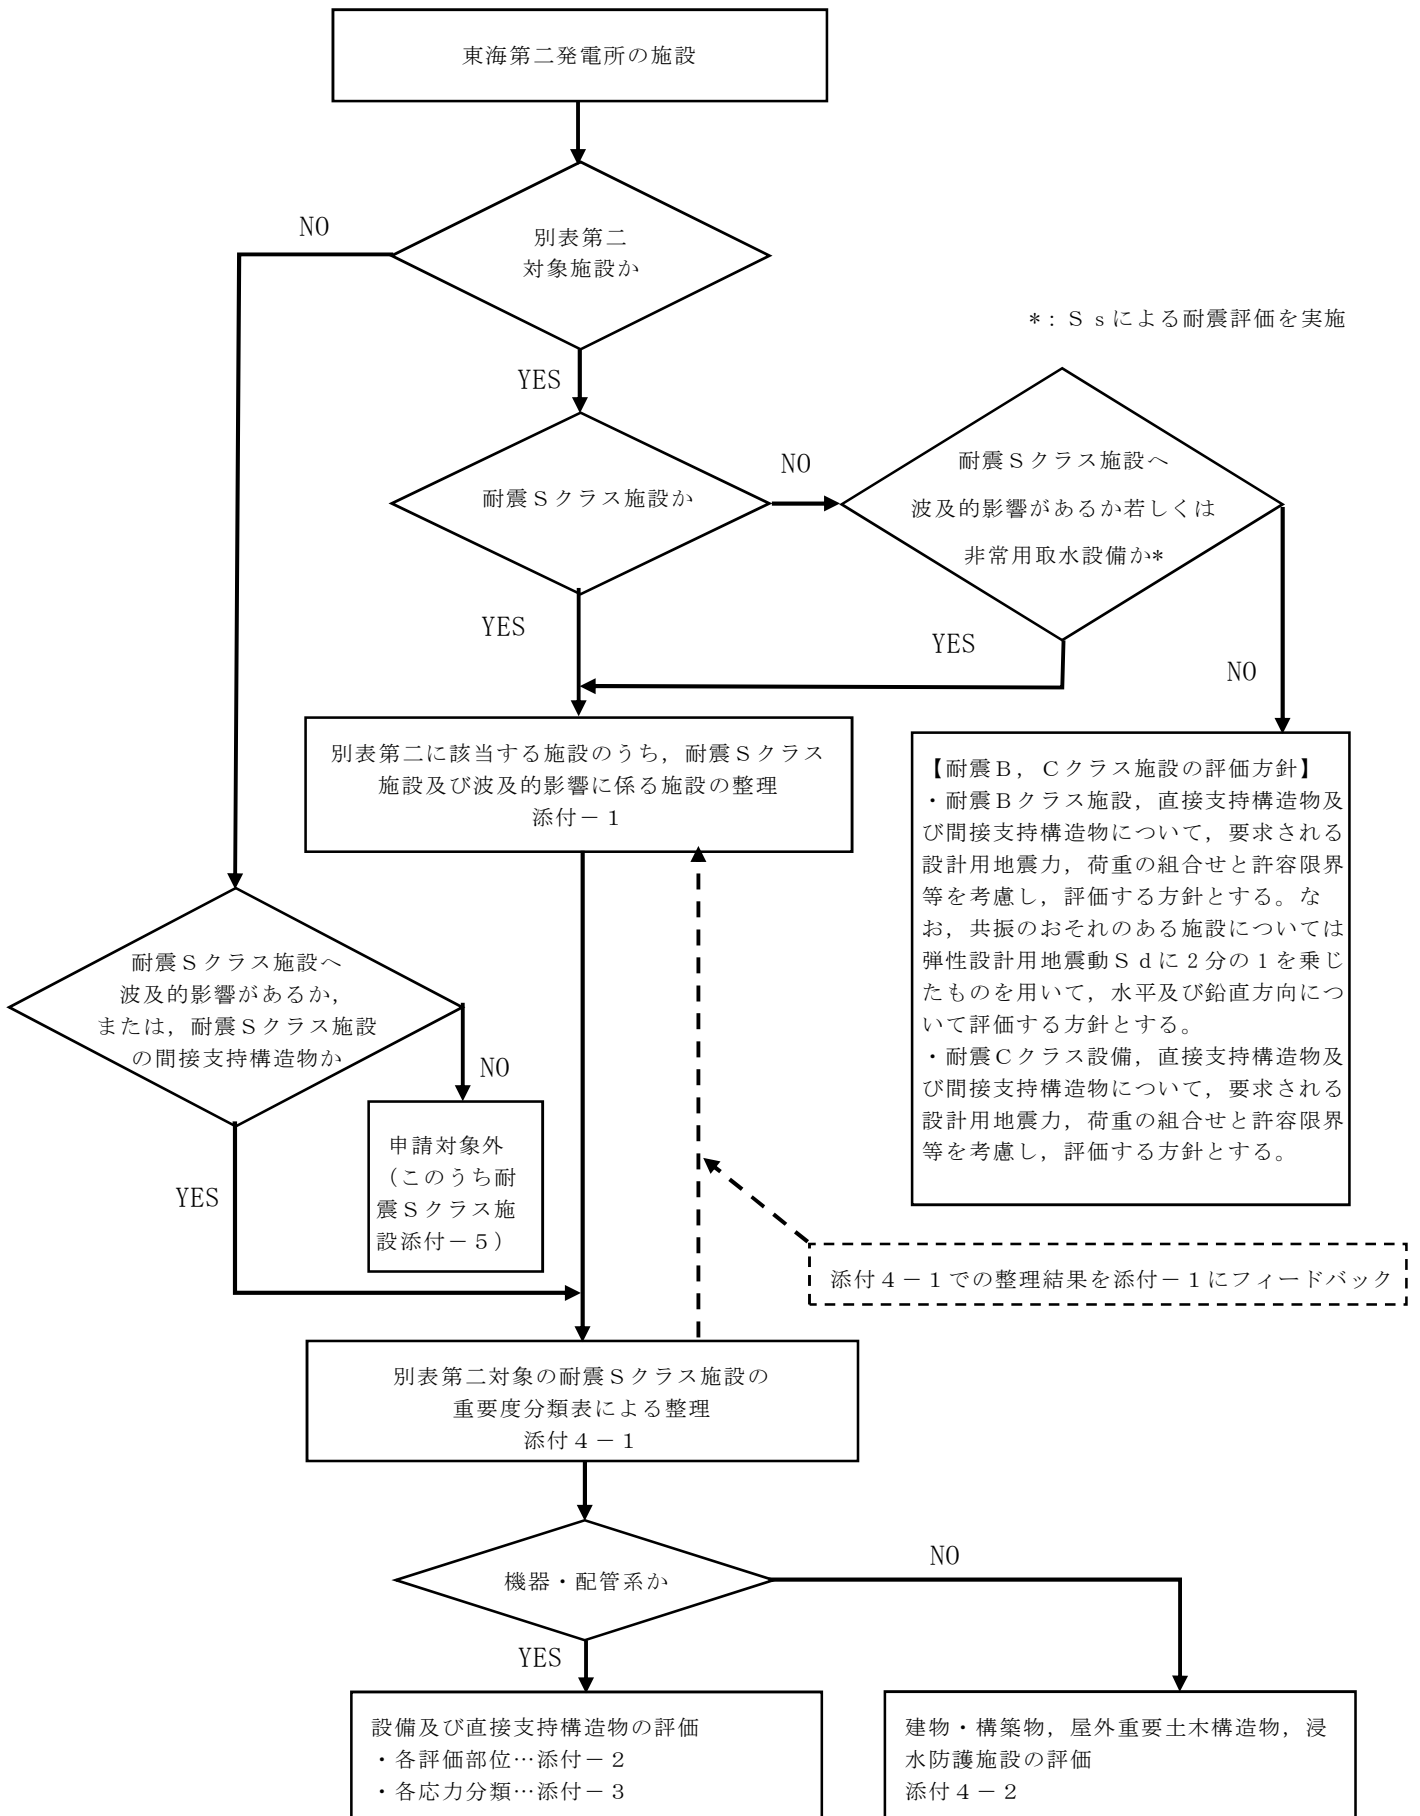 東海第二発電所の施設
NO
別表第二
対象施設か
*：Ｓｓによる耐震評価を実施
YES
耐震Ｓクラス施設か
NO
耐震Ｓクラス施設へ
波及的影響があるか若しくは
非常用取水設備か*
YES
YES
NO
別表第二に該当する施設のうち，耐震Ｓクラス
施設及び波及的影響に係る施設の整理
添付－１
【耐震Ｂ，Ｃクラス施設の評価方針】
・耐震Ｂクラス施設，直接支持構造物及
び間接支持構造物について，要求される
設計用地震力，荷重の組合せと許容限界
等を考慮し，評価する方針とする。な
お，共振のおそれのある施設については
弾性設計用地震動Ｓｄに２分の１を乗じ
たものを用いて，水平及び鉛直方向につ
いて評価する方針とする。
・耐震Ｃクラス設備，直接支持構造物及
び間接支持構造物について，要求される
設計用地震力，荷重の組合せと許容限界
等を考慮し，評価する方針とする。
耐震Ｓクラス施設へ
波及的影響があるか，
または，耐震Ｓクラス施設
の間接支持構造物か
NO
申請対象外
（このうち耐
震Ｓクラス施
設添付－５）
YES
添付４－１での整理結果を添付－１にフィードバック
別表第二対象の耐震Ｓクラス施設の
重要度分類表による整理
添付４－１
機器・配管系か
NO
YES
設備及び直接支持構造物の評価
・各評価部位…添付－２
・各応力分類…添付－３
建物・構築物，屋外重要土木構造物，浸
水防護施設の評価
添付４－２